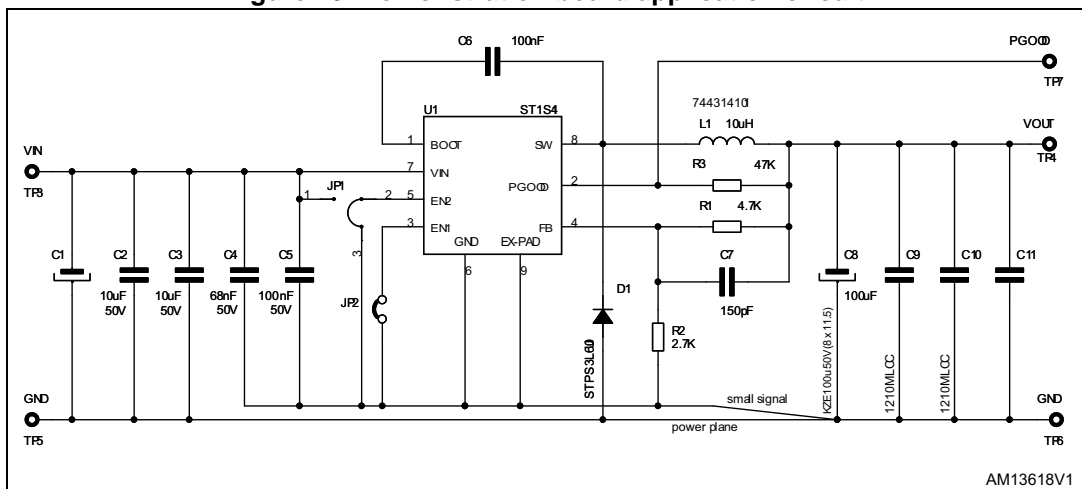 C6 100nF
PGOOD
TP7
U1 ST1S4
74431410
L1 10uH
VOUT
TP4
1 BOOT SW 8
VIN
TP3
7 VIN
R3 47K
JP1
1 2 5 EN2 PGOOD 2
R1 4.7K
3 EN1 FB 4
GND EX-PAD
6 9
3
C1 C2 C3 C4 C5
10uF 10uF 68nF 100nF
50V 50V 50V 50V
JP2
D1
STPS3L60
C7
150pF
R2
2.7K
C8 C9 C10 C11
100uF
KZE100u50V(8 x 11.5)
1210MLCC
1210MLCC
small signal
power plane
GND
TP5
GND
TP6
AM13618V1